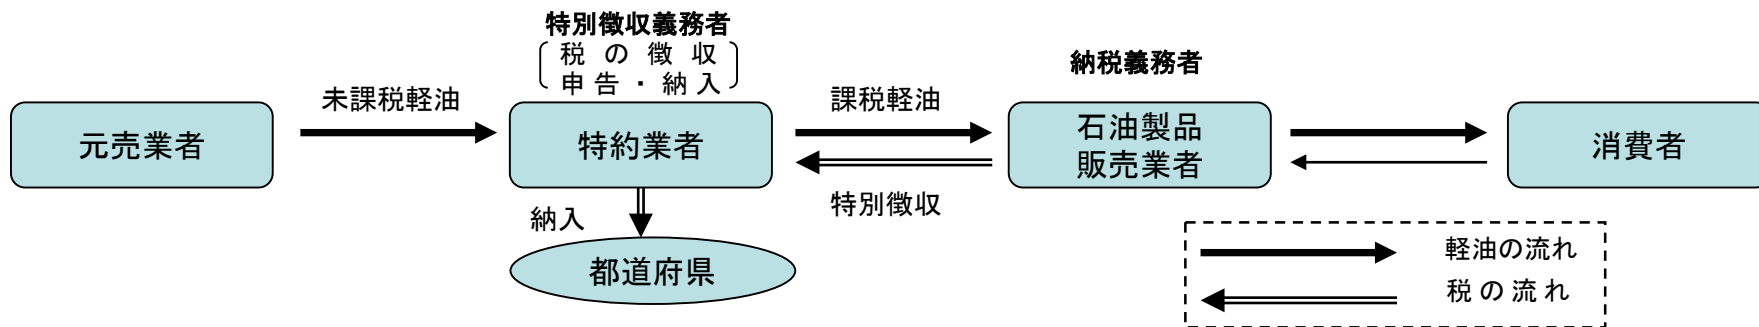 特別徴収義務者
税の徴収
申告・納入
納税義務者
未課税軽油
課税軽油
元売業者
特約業者
石油製品
販売業者
消費者
特別徴収
納入
都道府県
軽油の流れ
税の流れ